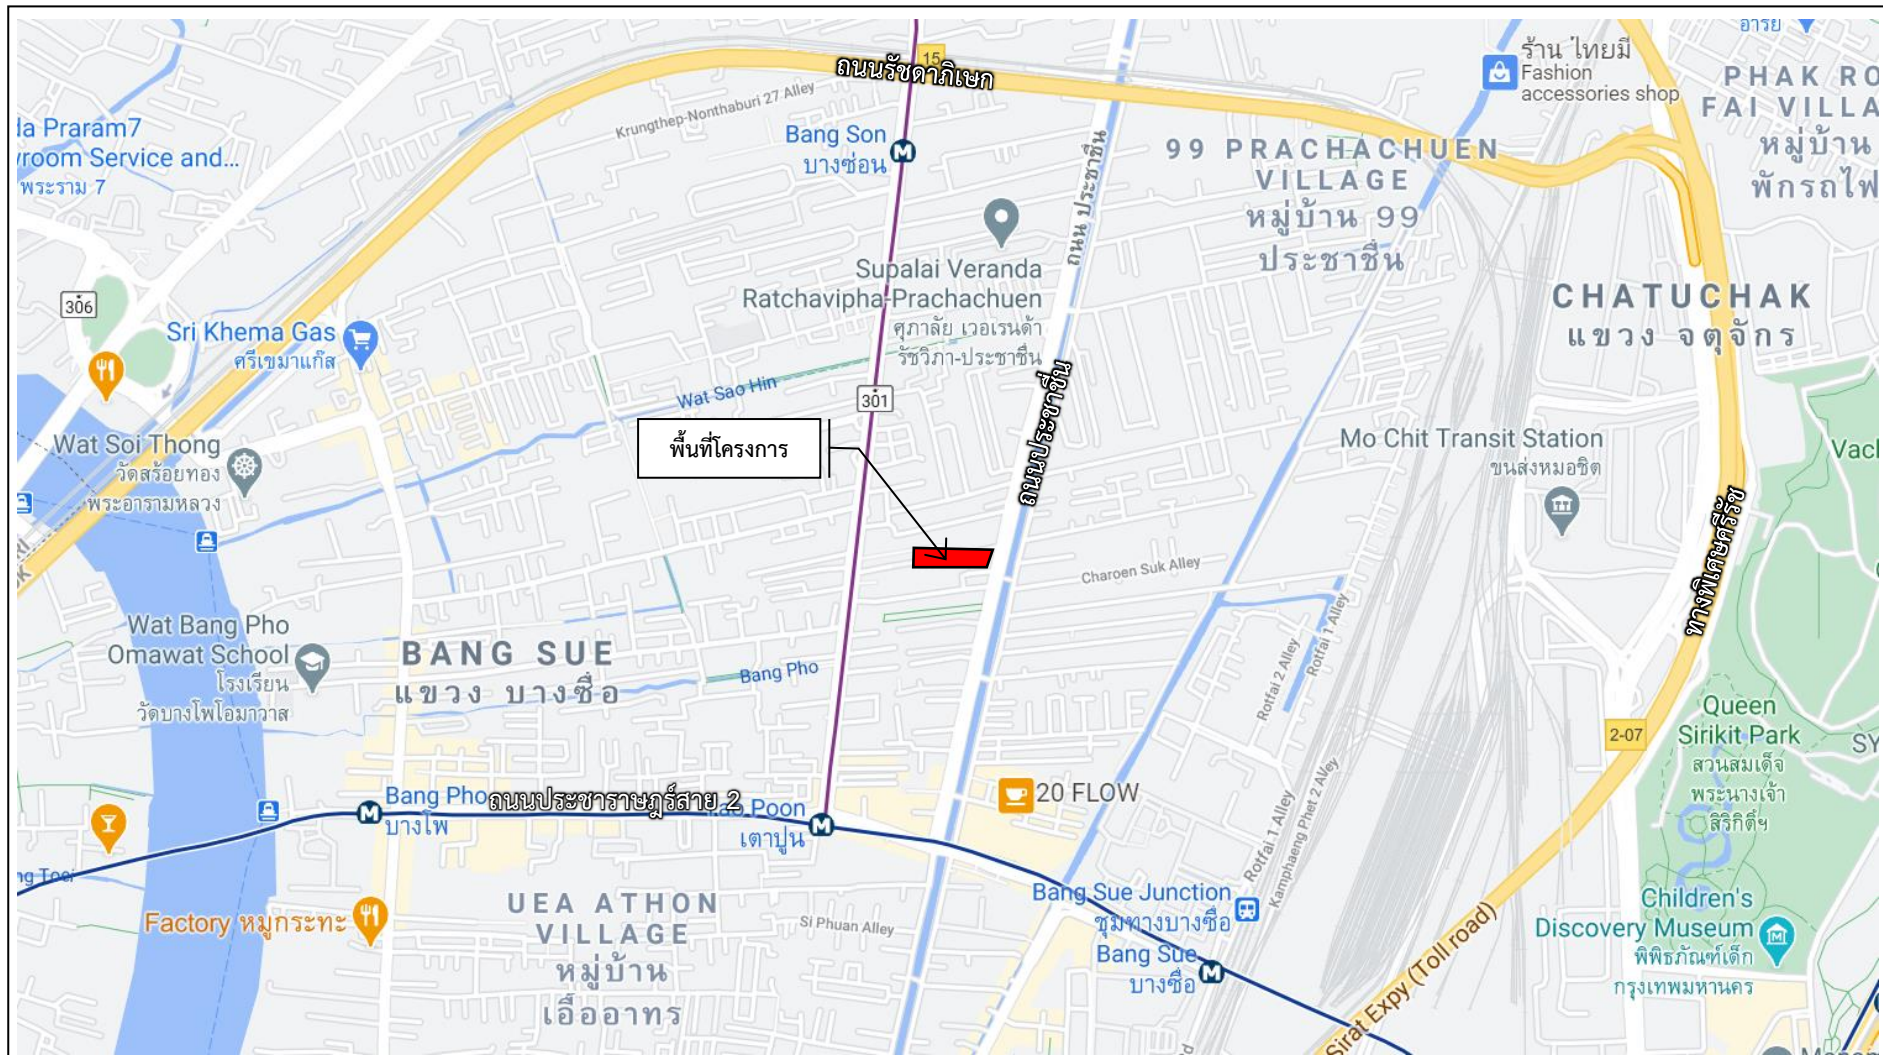 อารีย์
15
ถนนรัชดาภิเษก
ร้าน ไทยมี
Fashion
accessories shop
PHAK RO
FAI VILLA
หมู่บ้าน
พักรถไฟ
Krungthep-Nonthaburi 27 Alley
da Praram7
wroom Service and...
พระราม 7
Bang Son
บางซ่อน
ถนน ประชาชื่น
99 PRACHACHUEN
VILLAGE
หมู่บ้าน 99
ประชาชื่น
Supalai Veranda
Ratchavipha-Prachachuen
ศุภาลัย เวอเรนด้า
รัชวิภา-ประชาชื่น
306
CHATUCHAK
แขวง จตุจักร
Sri Khema Gas
ศรีเขมาแก๊ส
Wat Sao Hin
301
ถนนประชาชื่น
พื้นที่โครงการ
Wat Soi Thong
วัดสร้อยทอง
พระอารามหลวง
Mo Chit Transit Station
ขนส่งหมอชิต
Vach
ทางพิเศษศรีรัช
Charoen Suk Alley
Wat Bang Pho
Omawat School
โรงเรียน
วัดบางโพโอมาวาส
BANG SUE
แขวง บางซื่อ
Bang Pho
Rotfai 2 Alley
Rotfai 1 Alley
2-07
Queen
Sirikit Park
สวนสมเด็จ
พระนางเจ้า
สิริกิติ์ฯ
SY
Bang Pho
บางโพ
ถนนประชาราษฎร์สาย 2
Tao Poon
เตาปูน
20 FLOW
Rotfai 1 Alley
Kamphaeng Phet 2 Alley
Factory หมูกระทะ
UEA ATHON
VILLAGE
หมู่บ้าน
เอื้ออาทร
Si Phuan Alley
Bang Sue Junction
ชุมทางบางซื่อ
Bang Sue
บางซื่อ
Sirat Expy (Toll road)
Children's
Discovery Museum
พิพิธภัณฑ์เด็ก
กรุงเทพมหานคร